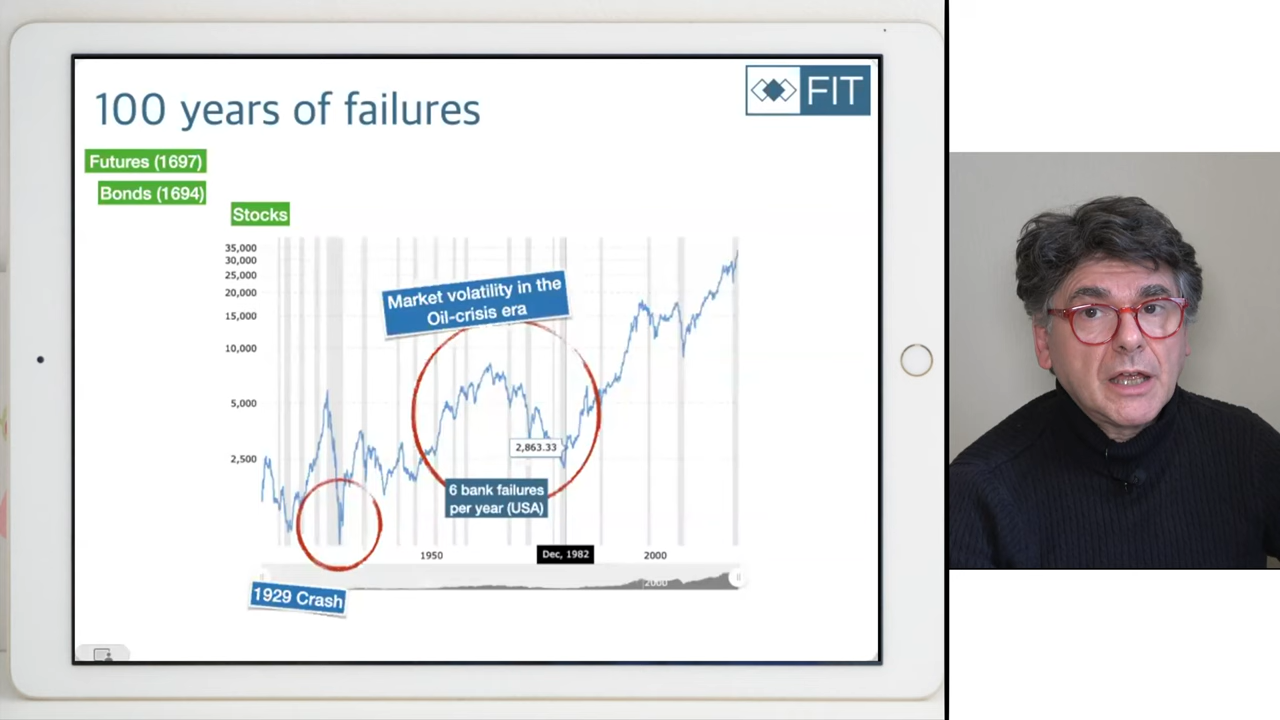 100 years of failures
FIT
Futures (1697)
Bonds (1694)
Stocks
35,000
30,000
25,000
20,000
15,000
10,000
5,000
2,500
Market volatility in the
Oil-crisis era
2,863.33
6 bank failures
per year (USA)
1950
Dec, 1982
2000
2000
1929 Crash